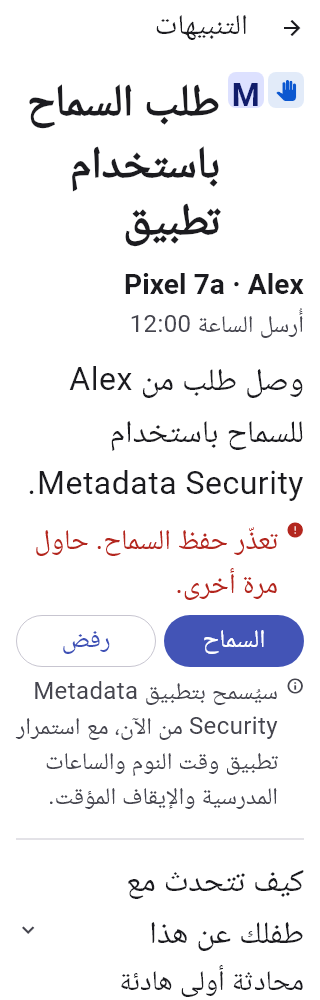 التنبيهات
M
طلب السماح
باستخدام
تطبيق
Pixel 7a · Alex
أُرسل الساعة 12:00
وصل طلب من Alex
للسماح باستخدام
Metadata Security.
تعذّر حفظ السماح. حاول
مرة أخرى.
السماح
رفض
سيُسمح بتطبيق Metadata
Security من الآن، مع استمرار
تطبيق وقت النوم والساعات
المدرسية والإيقاف المؤقت.
كيف تتحدث مع
طفلك عن هذا
محادثة أولى هادئة